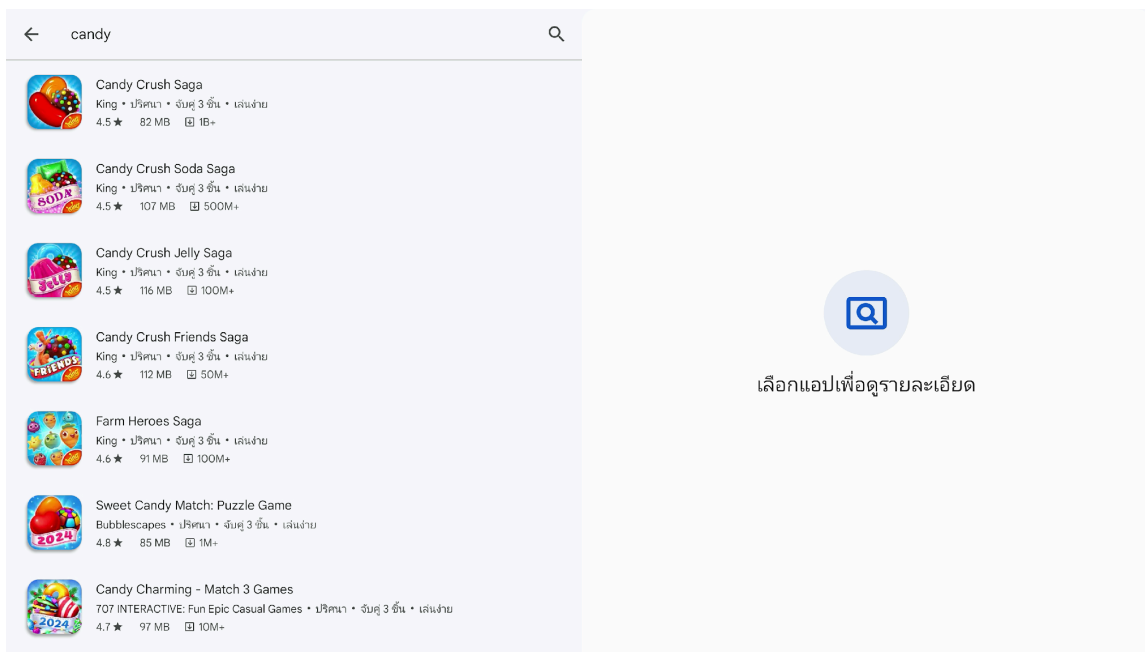 candy
Candy Crush Saga
King • ปริศนา • จับคู่ 3 ชิ้น • เล่นง่าย
4.5★ 82 MB 1B+
Candy Crush Soda Saga
SODA
King • ปริศนา • จับคู่ 3 ชิ้น • เล่นง่าย
4.5★ 107 MB 500M+
Candy Crush Jelly Saga
Jelly
King • ปริศนา • จับคู่ 3 ชิ้น • เล่นง่าย
4.5★ 116 MB 100M+
Candy Crush Friends Saga
FRIENDS
King • ปริศนา • จับคู่ 3 ชิ้น • เล่นง่าย
4.6★ 112 MB 50M+
Farm Heroes Saga
King • ปริศนา • จับคู่ 3 ชิ้น • เล่นง่าย
4.6★ 91 MB 100M+
Sweet Candy Match: Puzzle Game
Bubblescapes • ปริศนา • จับคู่ 3 ชิ้น • เล่นง่าย
2024
4.8★ 85 MB 1M+
Candy Charming - Match 3 Games
707 INTERACTIVE: Fun Epic Casual Games • ปริศนา • จับคู่ 3 ชิ้น • เล่นง่าย
2024
4.7★ 97 MB 10M+
เลือกแอปเพื่อดูรายละเอียด